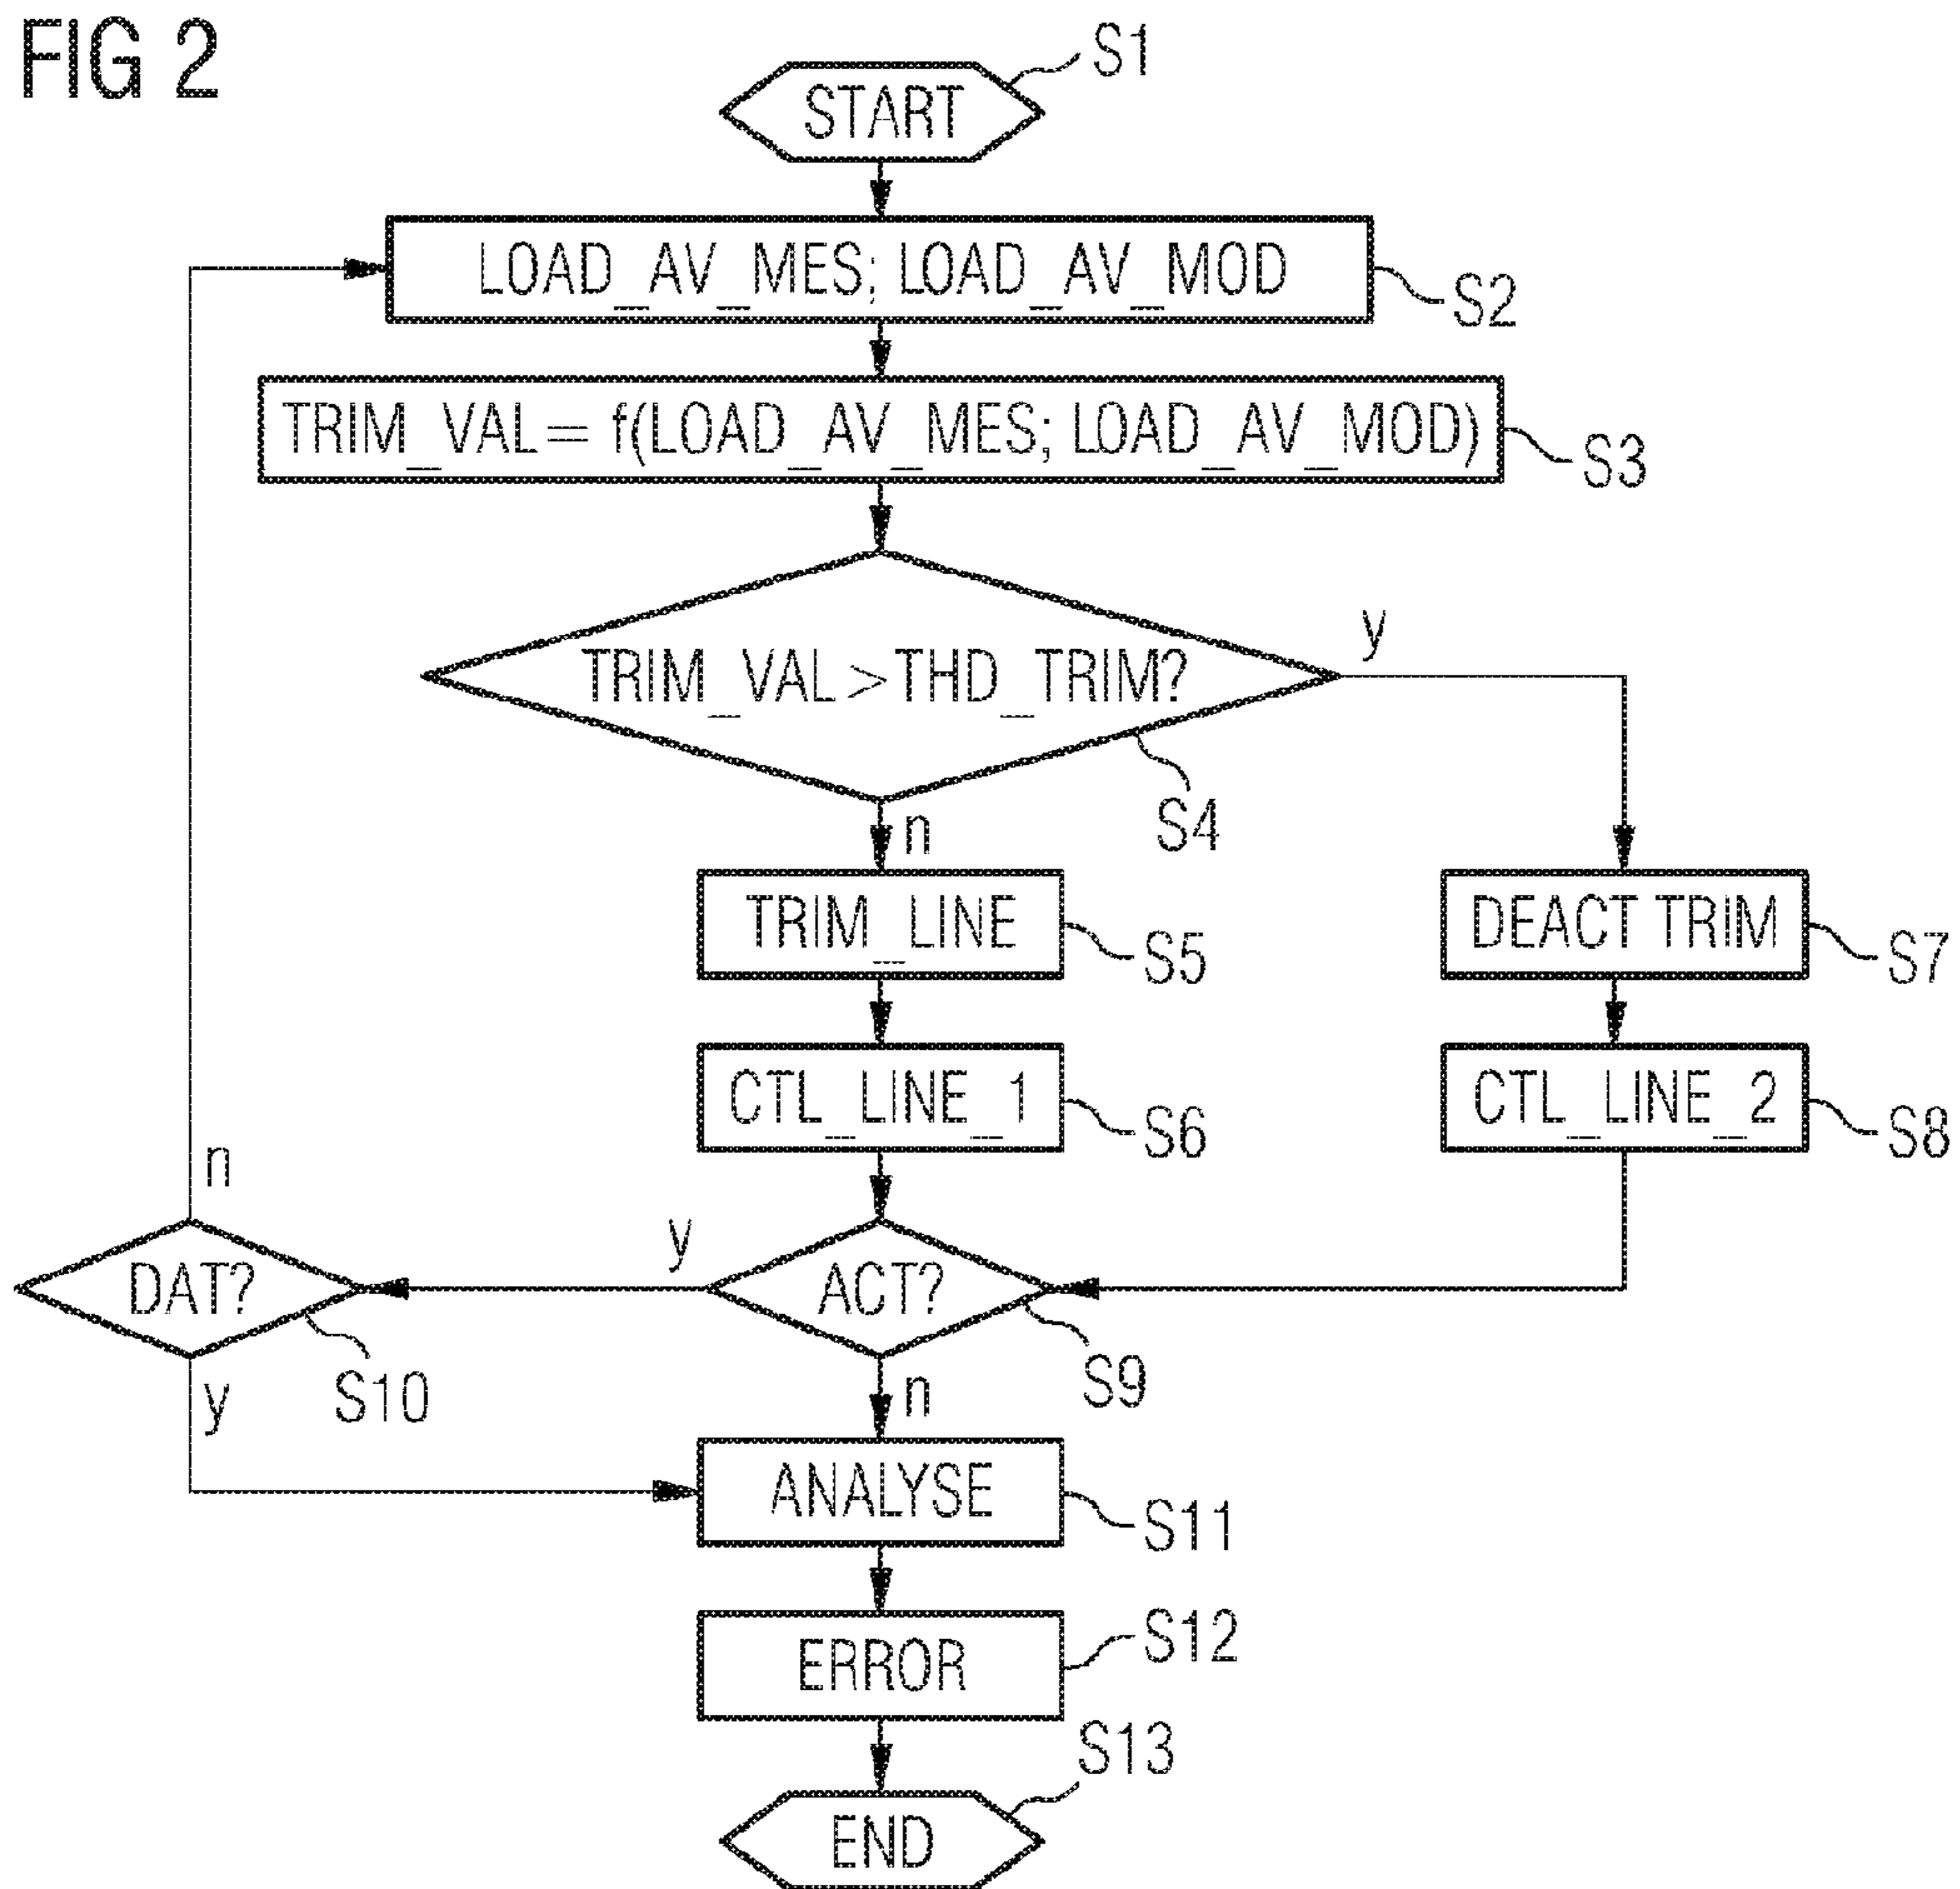 FIG 2
START
S1
LOAD_AV_MES; LOAD_AV_MOD
S2
TRIM_VAL = f(LOAD_AV_MES; LOAD_AV_MOD)
S3
TRIM_VAL > THD_TRIM?
y
S4
n
TRIM_LINE
S5
DEACT TRIM
S7
CTL_LINE_1
S6
CTL_LINE_2
S8
n
DAT?
y
ACT?
S10
S9
y
n
ANALYSE
S11
ERROR
S12
S13
END